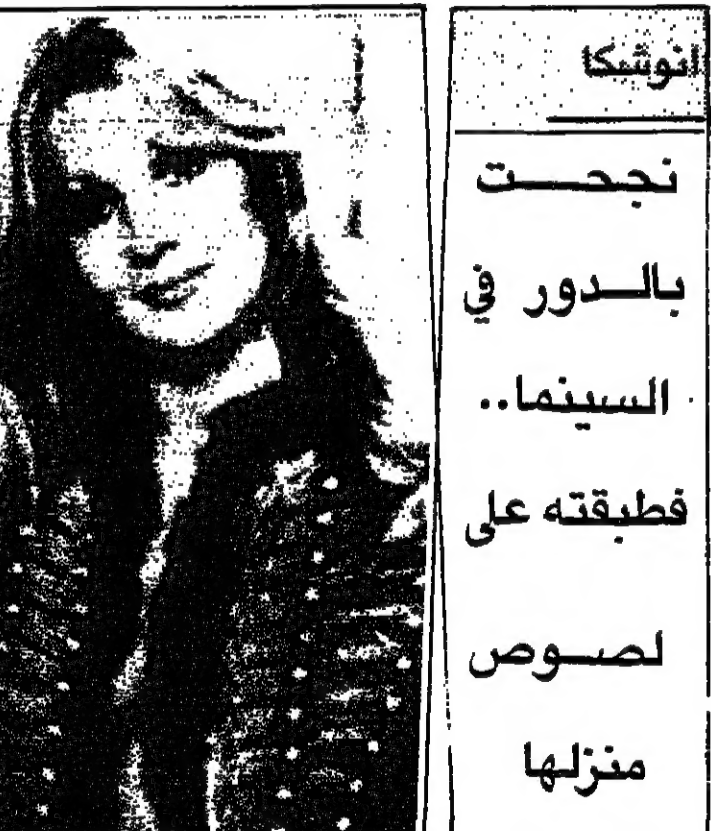 انوشكا
نجحت
بالدور في
السينما..
فطبقته على
لصوص
منزلها